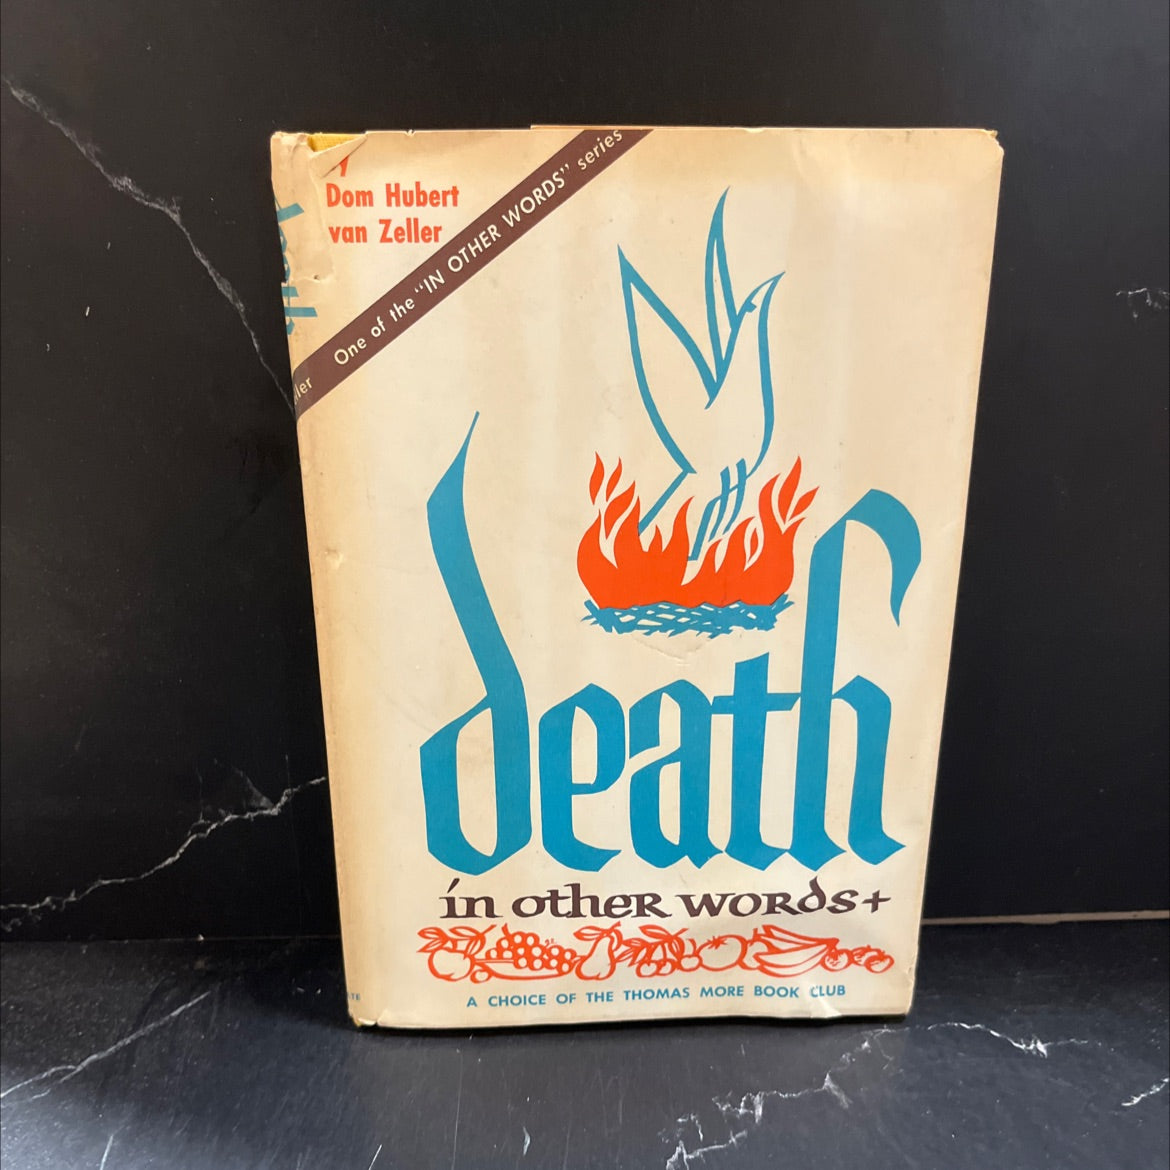 Dom Hubert
van Zeller
One of the "IN OTHER WORDS" series
death
in other words+
A CHOICE OF THE THOMAS MORE BOOK CLUB